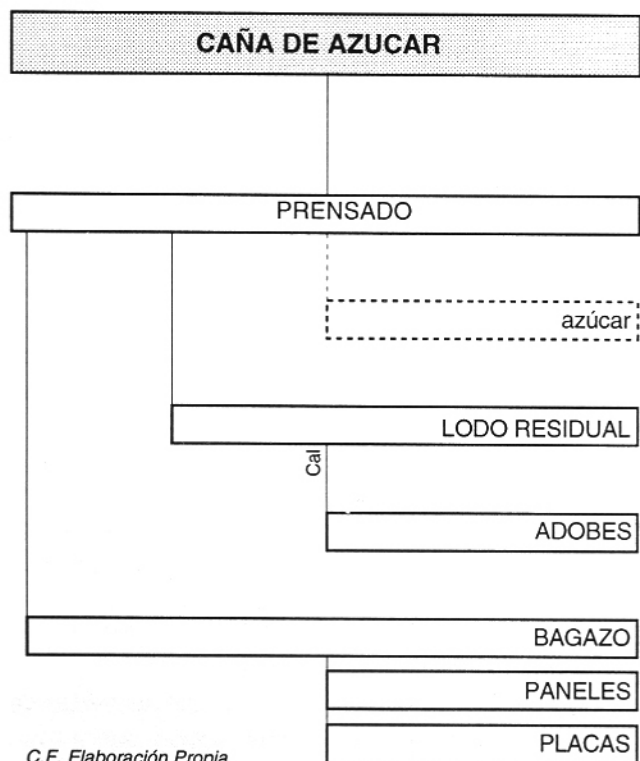 CAÑA DE AZUCAR
PRENSADO
azúcar
LODO RESIDUAL
Cal
ADOBES
BAGAZO
PANELES
PLACAS
C.F. Elaboración Propia